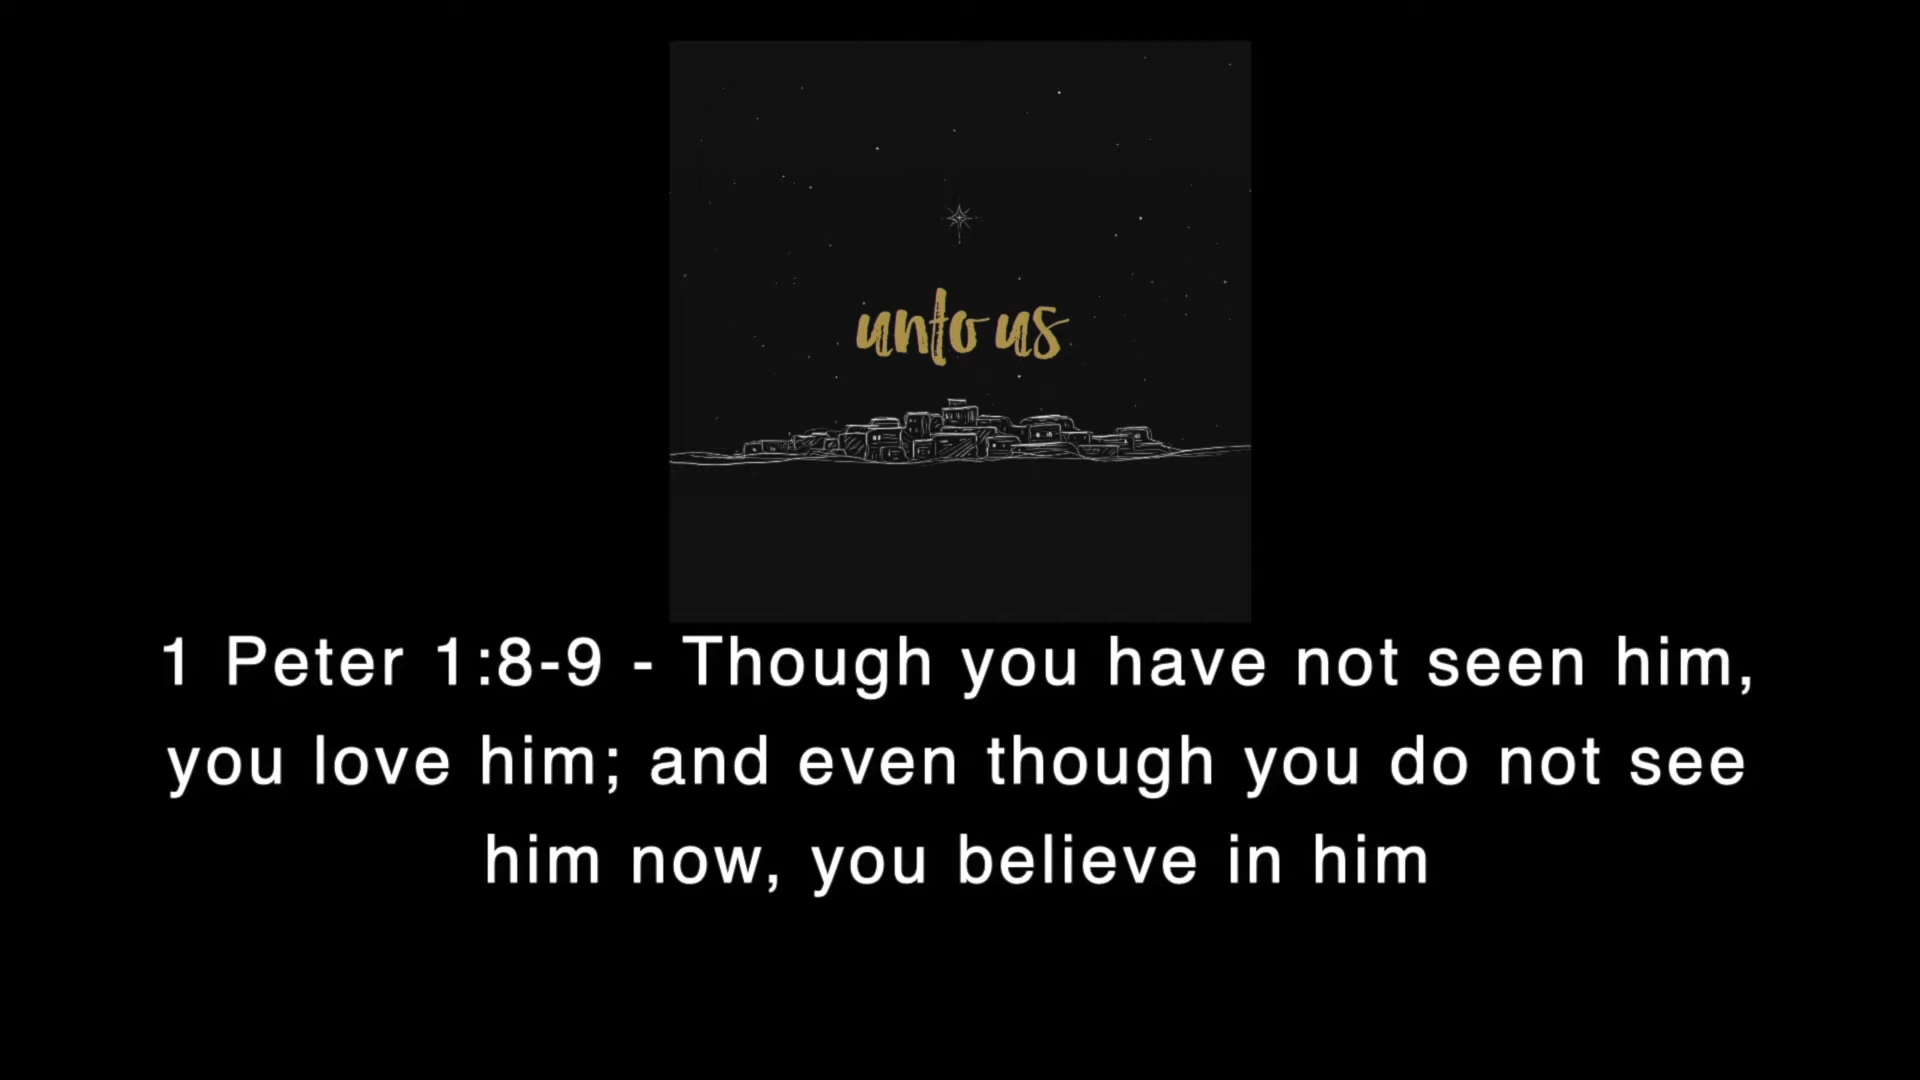 unto us
1 Peter 1:8-9 - Though you have not seen him,
you love him; and even though you do not see
him now, you believe in him